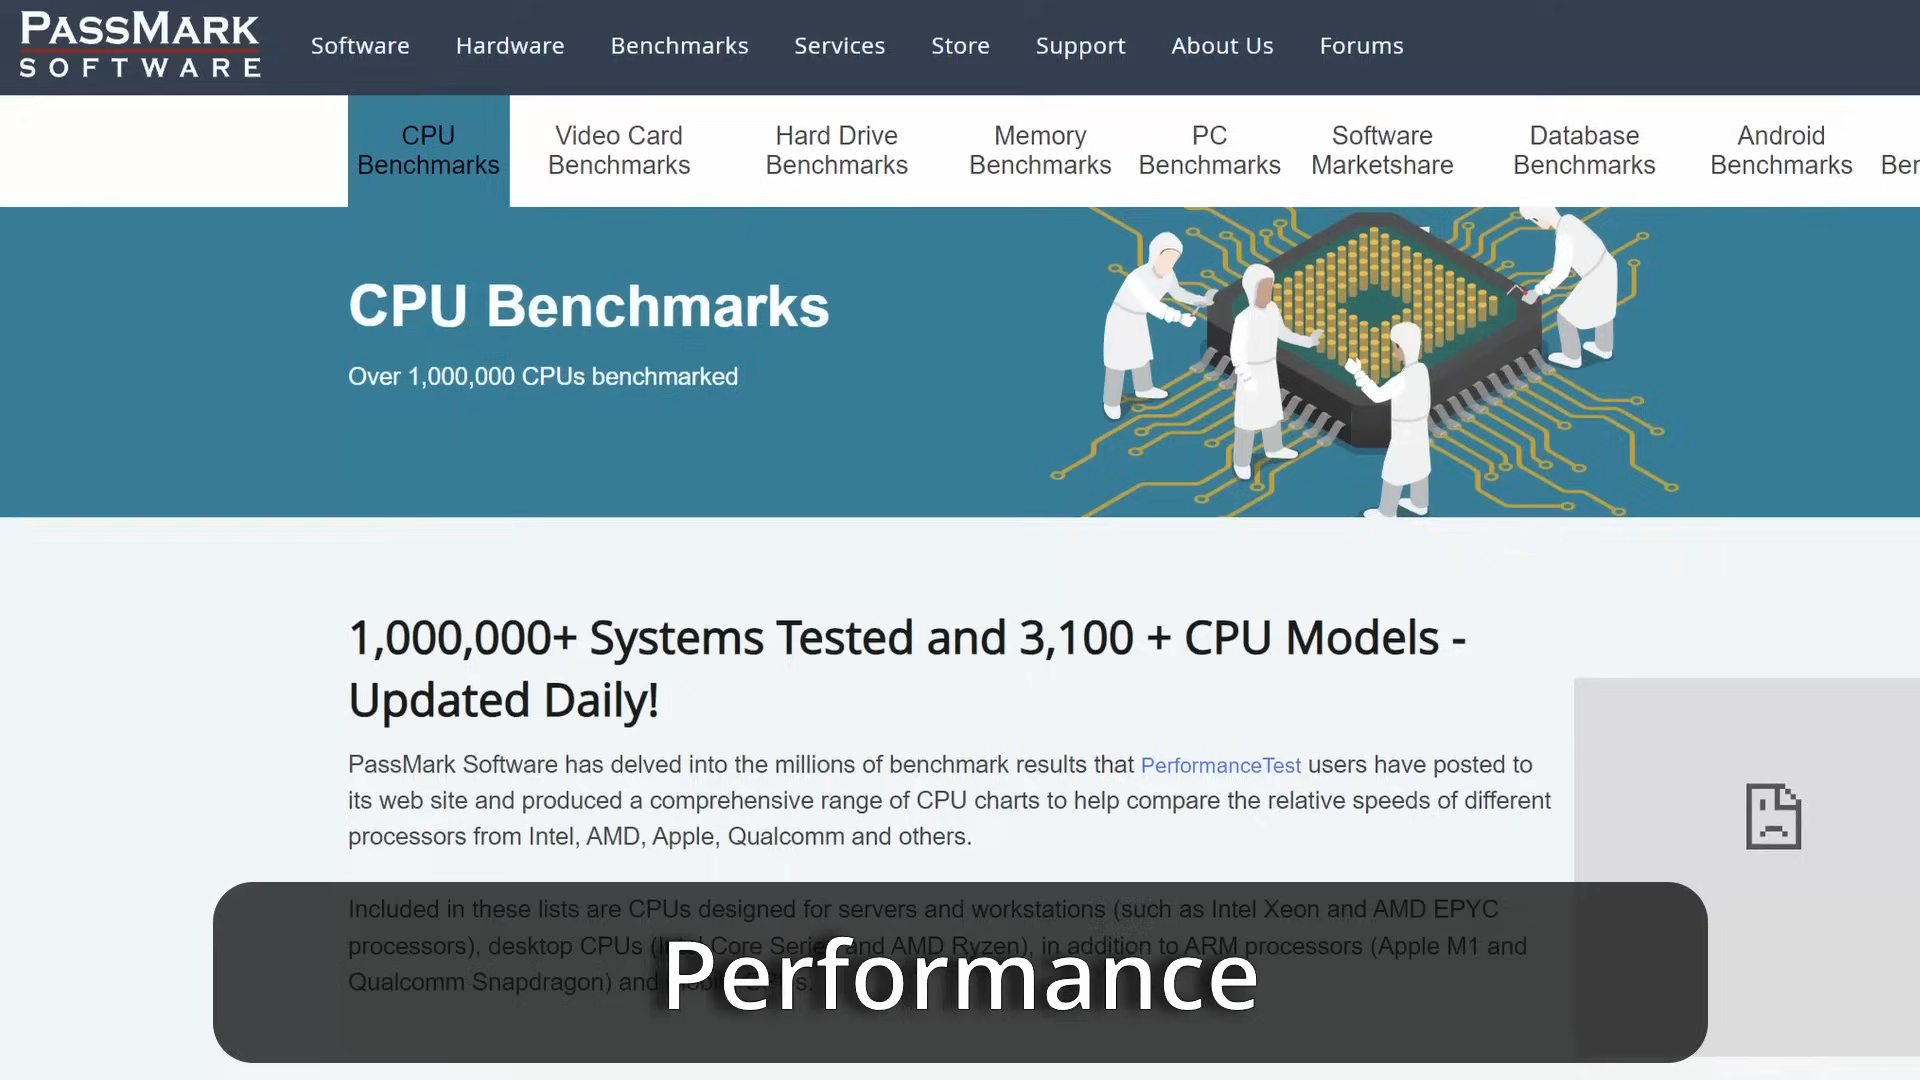 PASSMARK
SOFTWARE
Software Hardware Benchmarks Services Store Support About Us Forums
CPU
Benchmarks
Video Card
Benchmarks
Hard Drive
Benchmarks
Memory
Benchmarks
PC
Benchmarks
Software
Marketshare
Database
Benchmarks
Android
Benchmarks
CPU Benchmarks
Over 1,000,000 CPUs benchmarked
1,000,000+ Systems Tested and 3,100 + CPU Models -
Updated Daily!
PassMark Software has delved into the millions of benchmark results that PerformanceTest users have posted to
its web site and produced a comprehensive range of CPU charts to help compare the relative speeds of different
processors from Intel, AMD, Apple, Qualcomm and others.
Included in these lists are CPUs designed for servers and workstations (such as Intel Xeon and AMD EPYC
processors), desktop CPUs (Intel Core Series and AMD Ryzen), in addition to ARM processors (Apple M1 and
Qualcomm Snapdragon) and mobile CPUs.
Performance